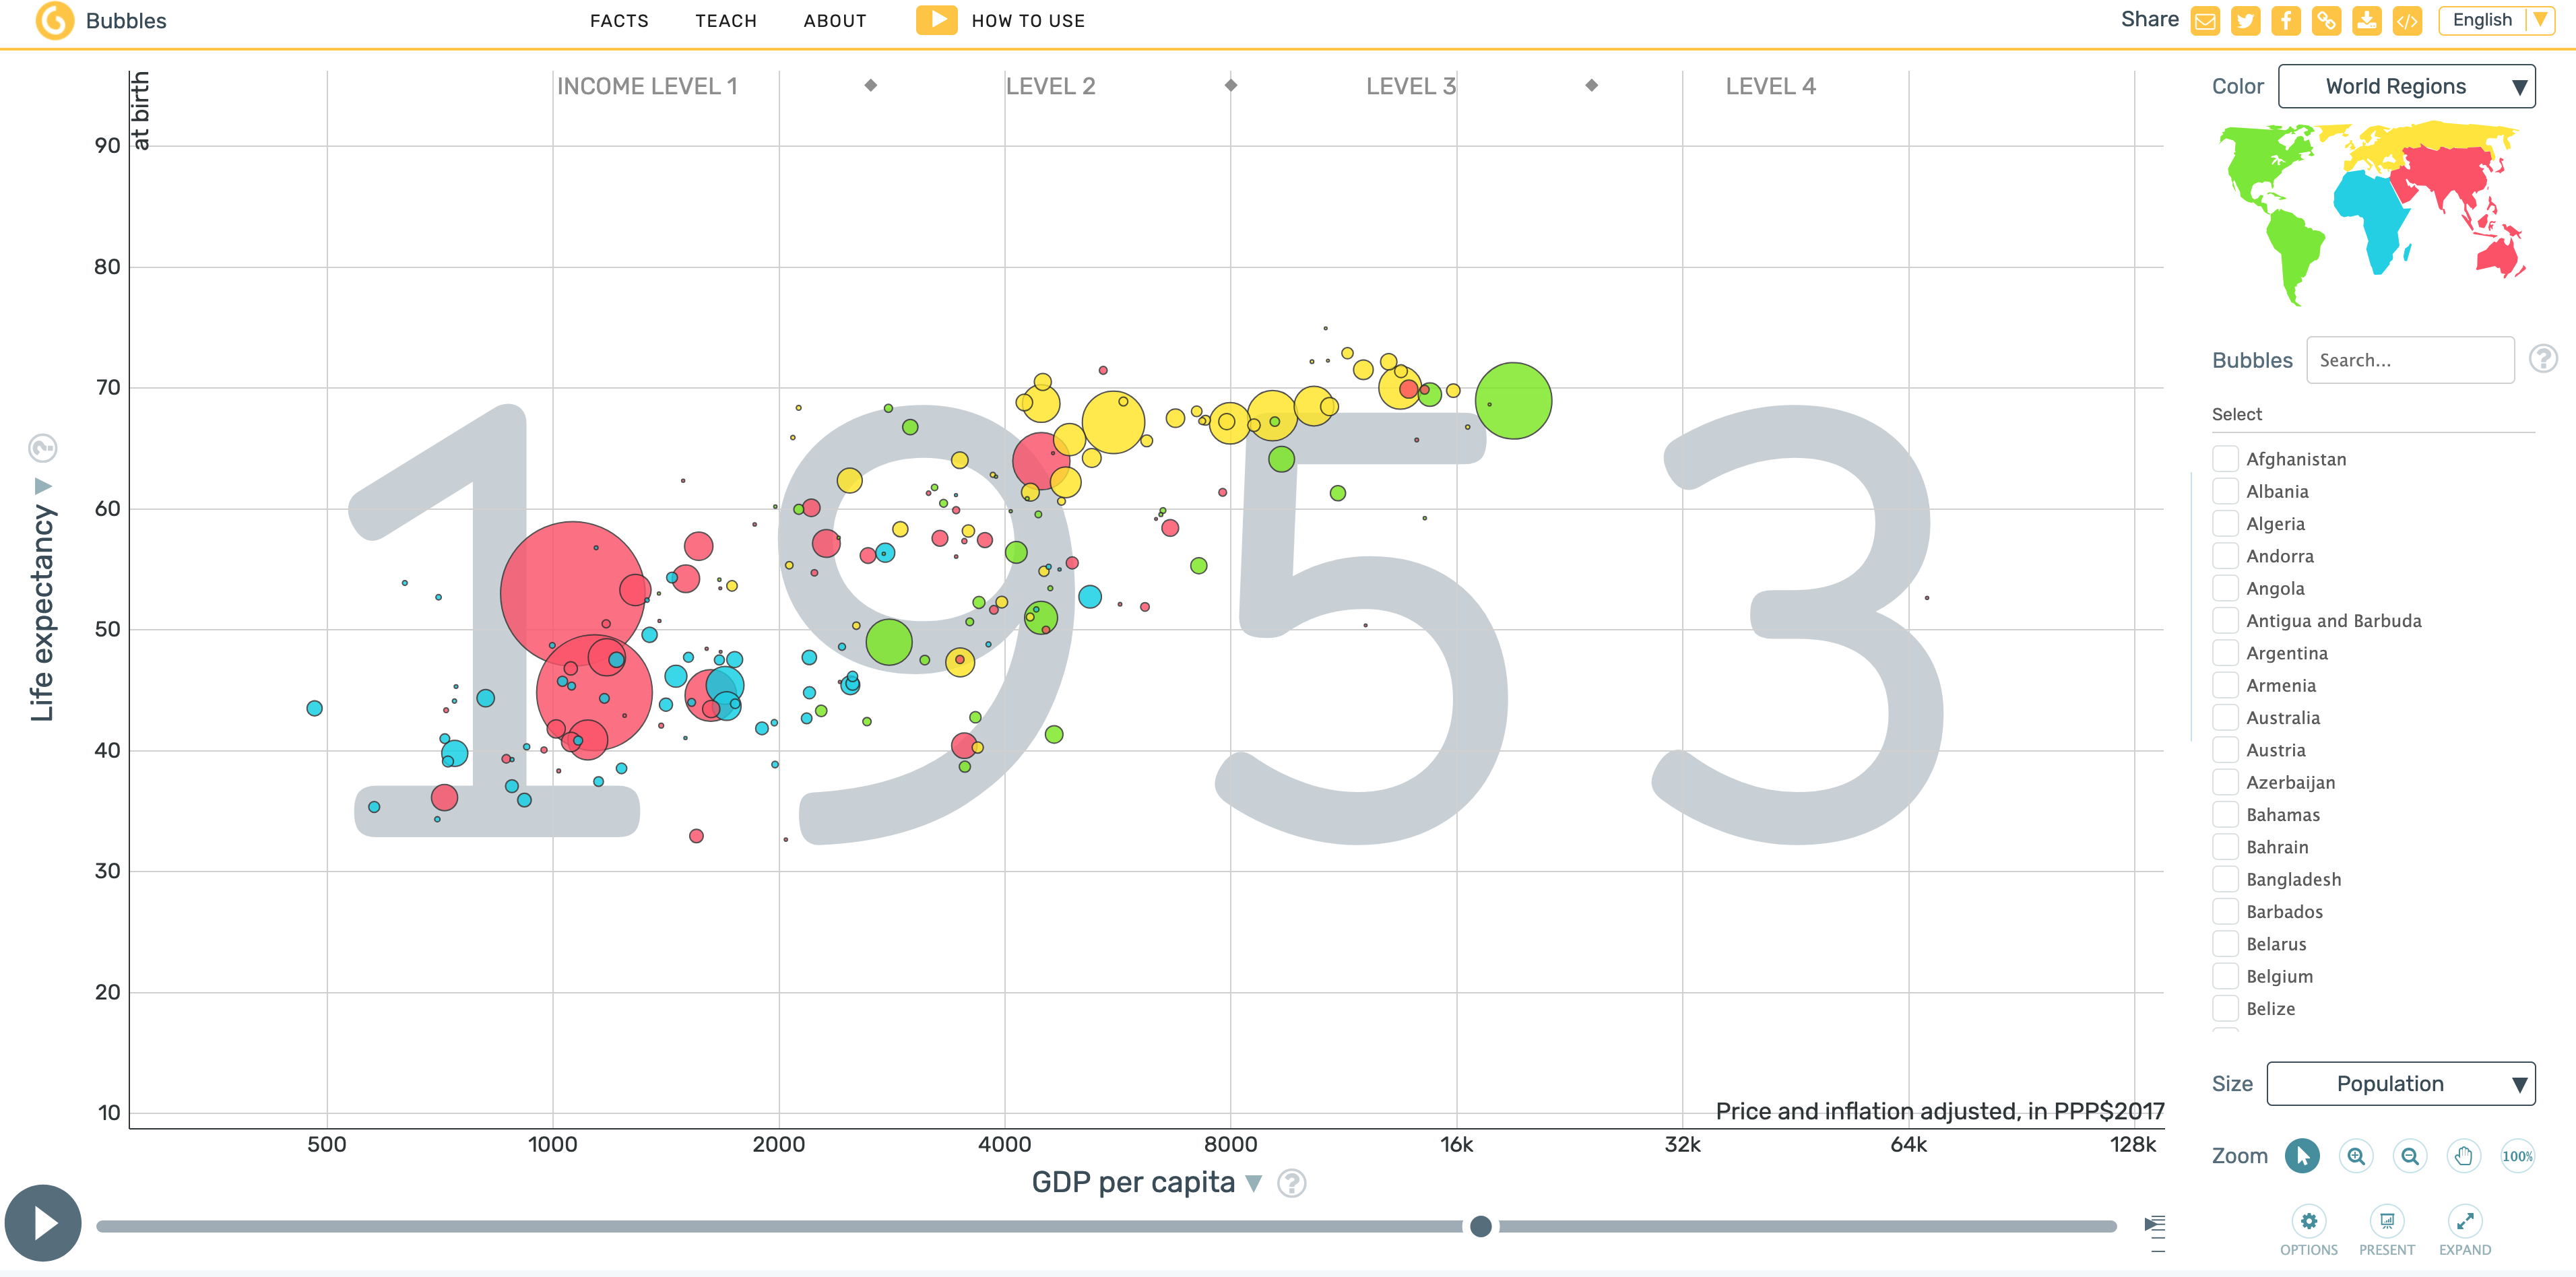 Bubbles
FACTS TEACH ABOUT HOW TO USE
Share English
INCOME LEVEL 1 LEVEL 2 LEVEL 3 LEVEL 4
at birth
Life expectancy ?
90
80
70
60
50
40
30
20
10
1953
Price and inflation adjusted, in PPP$2017
500 1000 2000 4000 8000 16k 32k 64k 128k
GDP per capita ?
Color World Regions
Bubbles Search... ?
Select
Afghanistan
Albania
Algeria
Andorra
Angola
Antigua and Barbuda
Argentina
Armenia
Australia
Austria
Azerbaijan
Bahamas
Bahrain
Bangladesh
Barbados
Belarus
Belgium
Belize
Size Population
Zoom 100%
OPTIONS PRESENT EXPAND